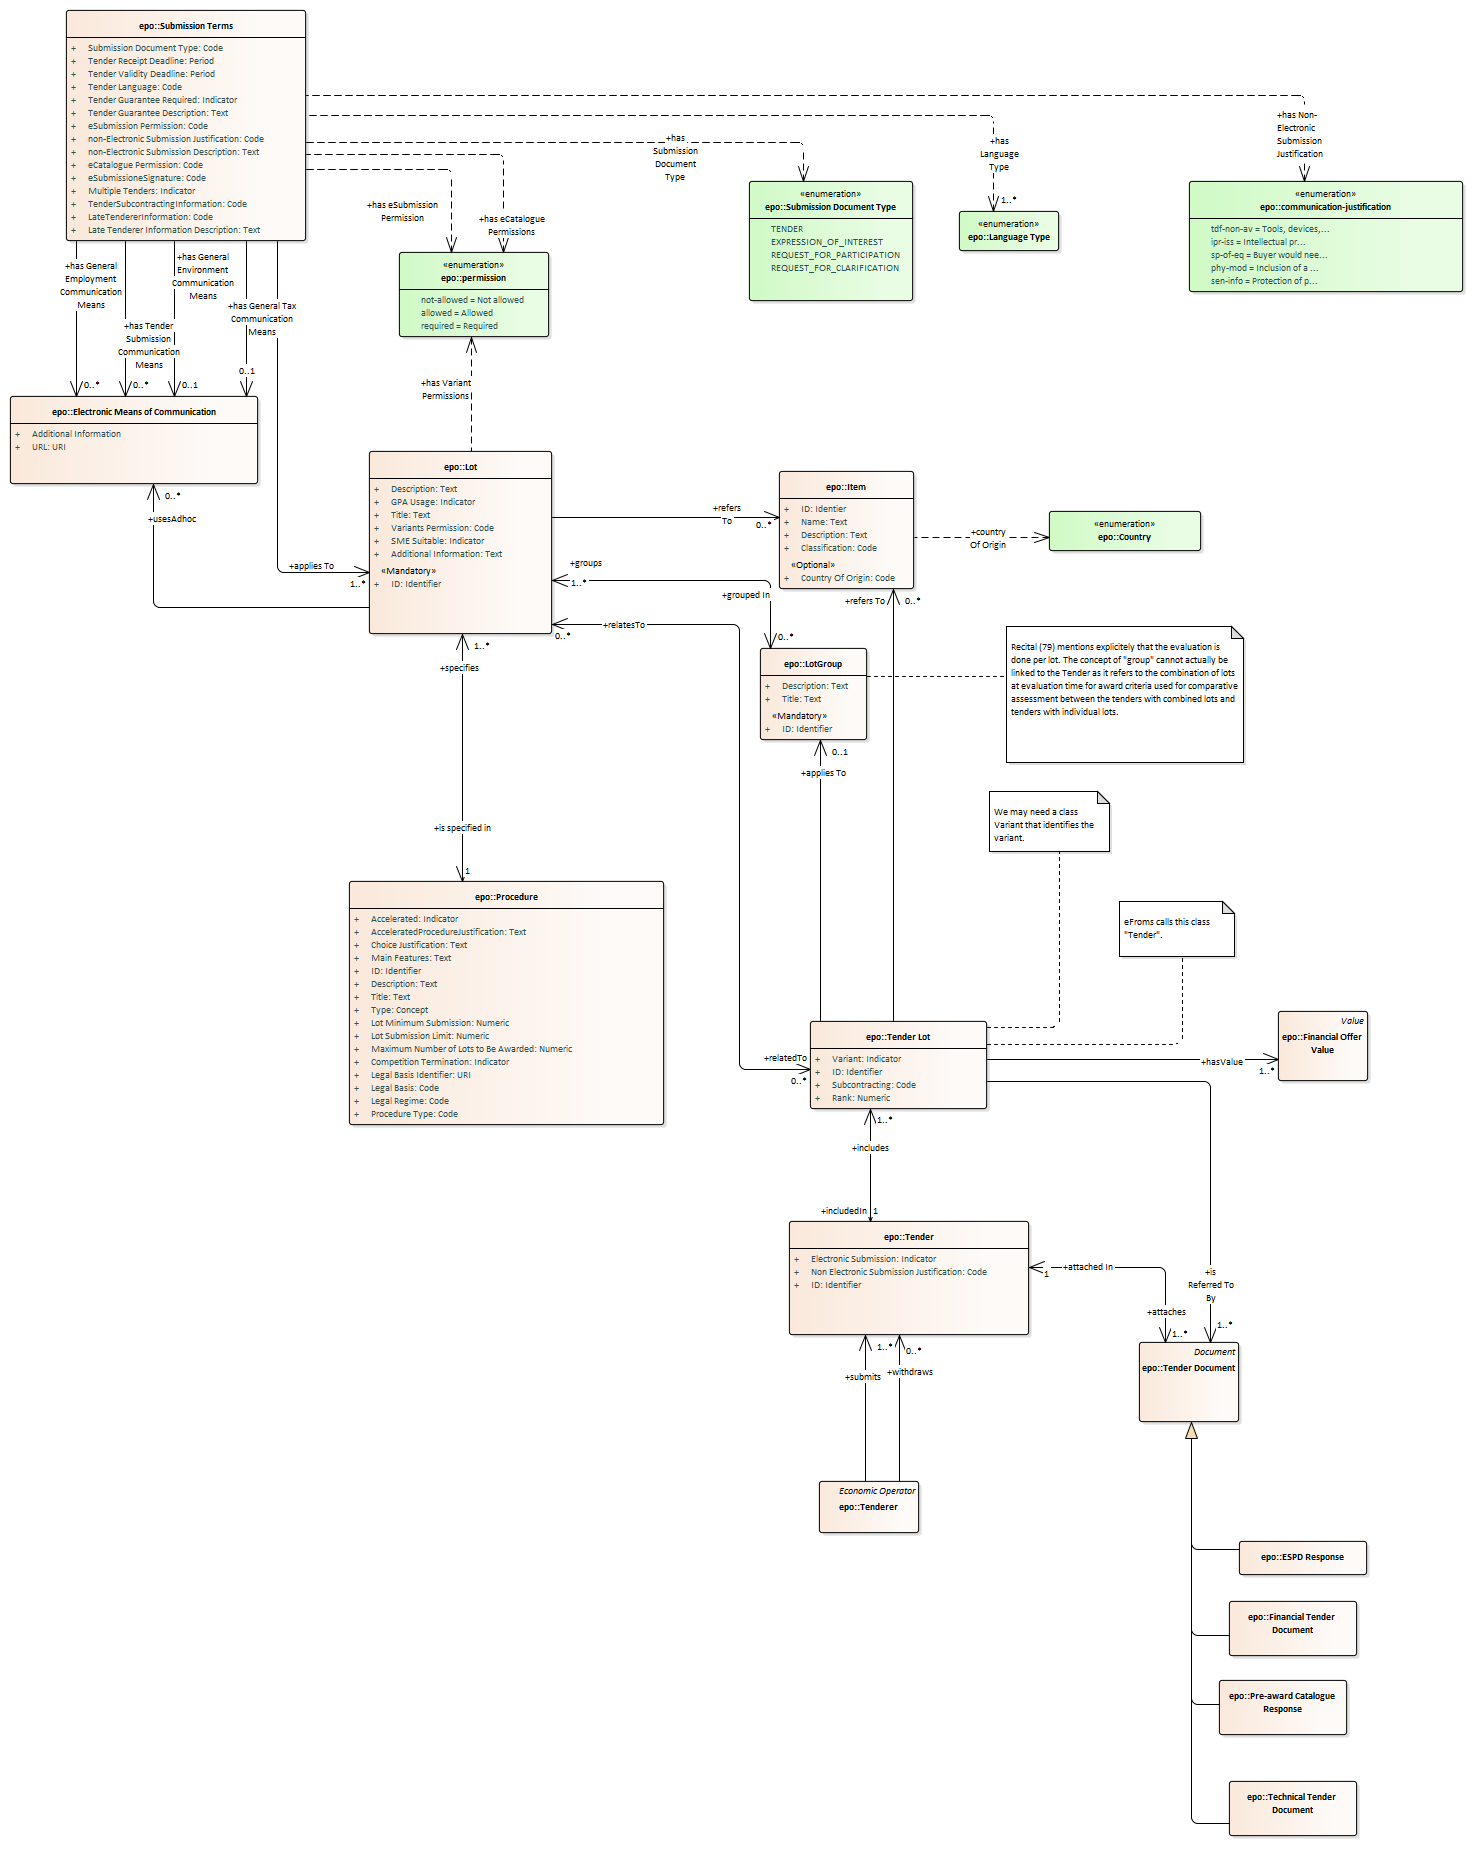 epo::Submission Terms
+ Submission Document Type: Code
+ Tender Receipt Deadline: Period
+ Tender Validity Deadline: Period
+ Tender Language: Code
+ Tender Guarantee Required: Indicator
+ Tender Guarantee Description: Text
+ eSubmission Permission: Code
+ non-Electronic Submission Justification: Code
+ non-Electronic Submission Description: Text
+ eCatalogue Permission: Code
+ eSubmissioneSignature: Code
+ Multiple Tenders: Indicator
+ TenderSubcontractingInformation: Code
+ LateTendererInformation: Code
+ Late Tenderer Information Description: Text
+has Non-
Electronic
Submission
Justification
+has
Language
Type
1..*
+has
Submission
Document
Type
+has eSubmission
Permission
+has eCatalogue
Permissions
«enumeration»
epo::Submission Document Type
TENDER
EXPRESSION_OF_INTEREST
REQUEST_FOR_PARTICIPATION
REQUEST_FOR_CLARIFICATION
«enumeration»
epo::Language Type
«enumeration»
epo::communication-justification
tdf-non-av = Tools, devices,...
ipr-iss = Intellectual pr...
sp-of-eq = Buyer would nee...
phy-mod = Inclusion of a ...
sen-info = Protection of p...
«enumeration»
epo::permission
not-allowed = Not allowed
allowed = Allowed
required = Required
+has General
Employment
Communication
Means
0..*
+has Tender
Submission
Communication
Means
0..*
+has General
Environment
Communication
Means
0..1
+has General Tax
Communication
Means
0..1
epo::Electronic Means of Communication
+ Additional Information
+ URL: URI
0..*
+usesAdhoc
+applies To
1..*
+has Variant
Permissions
epo::Lot
+ Description: Text
+ GPA Usage: Indicator
+ Title: Text
+ Variants Permission: Code
+ SME Suitable: Indicator
+ Additional Information: Text
«Mandatory»
+ ID: Identifier
+refers
To
0..*
epo::Item
+ ID: Identier
+ Name: Text
+ Description: Text
+ Classification: Code
«Optional»
+ Country Of Origin: Code
+country
Of Origin
«enumeration»
epo::Country
+groups
1..*
+grouped In
0..*
+refers To
0..*
+relatesTo
0..*
epo::LotGroup
+ Description: Text
+ Title: Text
«Mandatory»
+ ID: Identifier
Recital (79) mentions explicitely that the evaluation is
done per lot. The concept of "group" cannot actually be
linked to the Tender as it refers to the combination of lots
at evaluation time for award criteria used for comparative
assessment between the tenders with combined lots and
tenders with individual lots.
1..*
+specifies
+is specified in
1
0..1
+applies To
We may need a class
Variant that identifies the
variant.
eFroms calls this class
"Tender".
epo::Procedure
+ Accelerated: Indicator
+ AcceleratedProcedureJustification: Text
+ Choice Justification: Text
+ Main Features: Text
+ ID: Identifier
+ Description: Text
+ Title: Text
+ Type: Concept
+ Lot Minimum Submission: Numeric
+ Lot Submission Limit: Numeric
+ Maximum Number of Lots to Be Awarded: Numeric
+ Competition Termination: Indicator
+ Legal Basis Identifier: URI
+ Legal Basis: Code
+ Legal Regime: Code
+ Procedure Type: Code
+relatedTo
0..*
epo::Tender Lot
+ Variant: Indicator
+ ID: Identifier
+ Subcontracting: Code
+ Rank: Numeric
+hasValue
1..*
Value
epo::Financial Offer
Value
1..*
+includes
+includedIn
1
epo::Tender
+ Electronic Submission: Indicator
+ Non Electronic Submission Justification: Code
+ ID: Identifier
+attached In
1
+attaches
1..*
+is
Referred To
By
1..*
Document
epo::Tender Document
1..*
+submits
0..*
+withdraws
Economic Operator
epo::Tenderer
epo::ESPD Response
epo::Financial Tender
Document
epo::Pre-award Catalogue
Response
epo::Technical Tender
Document